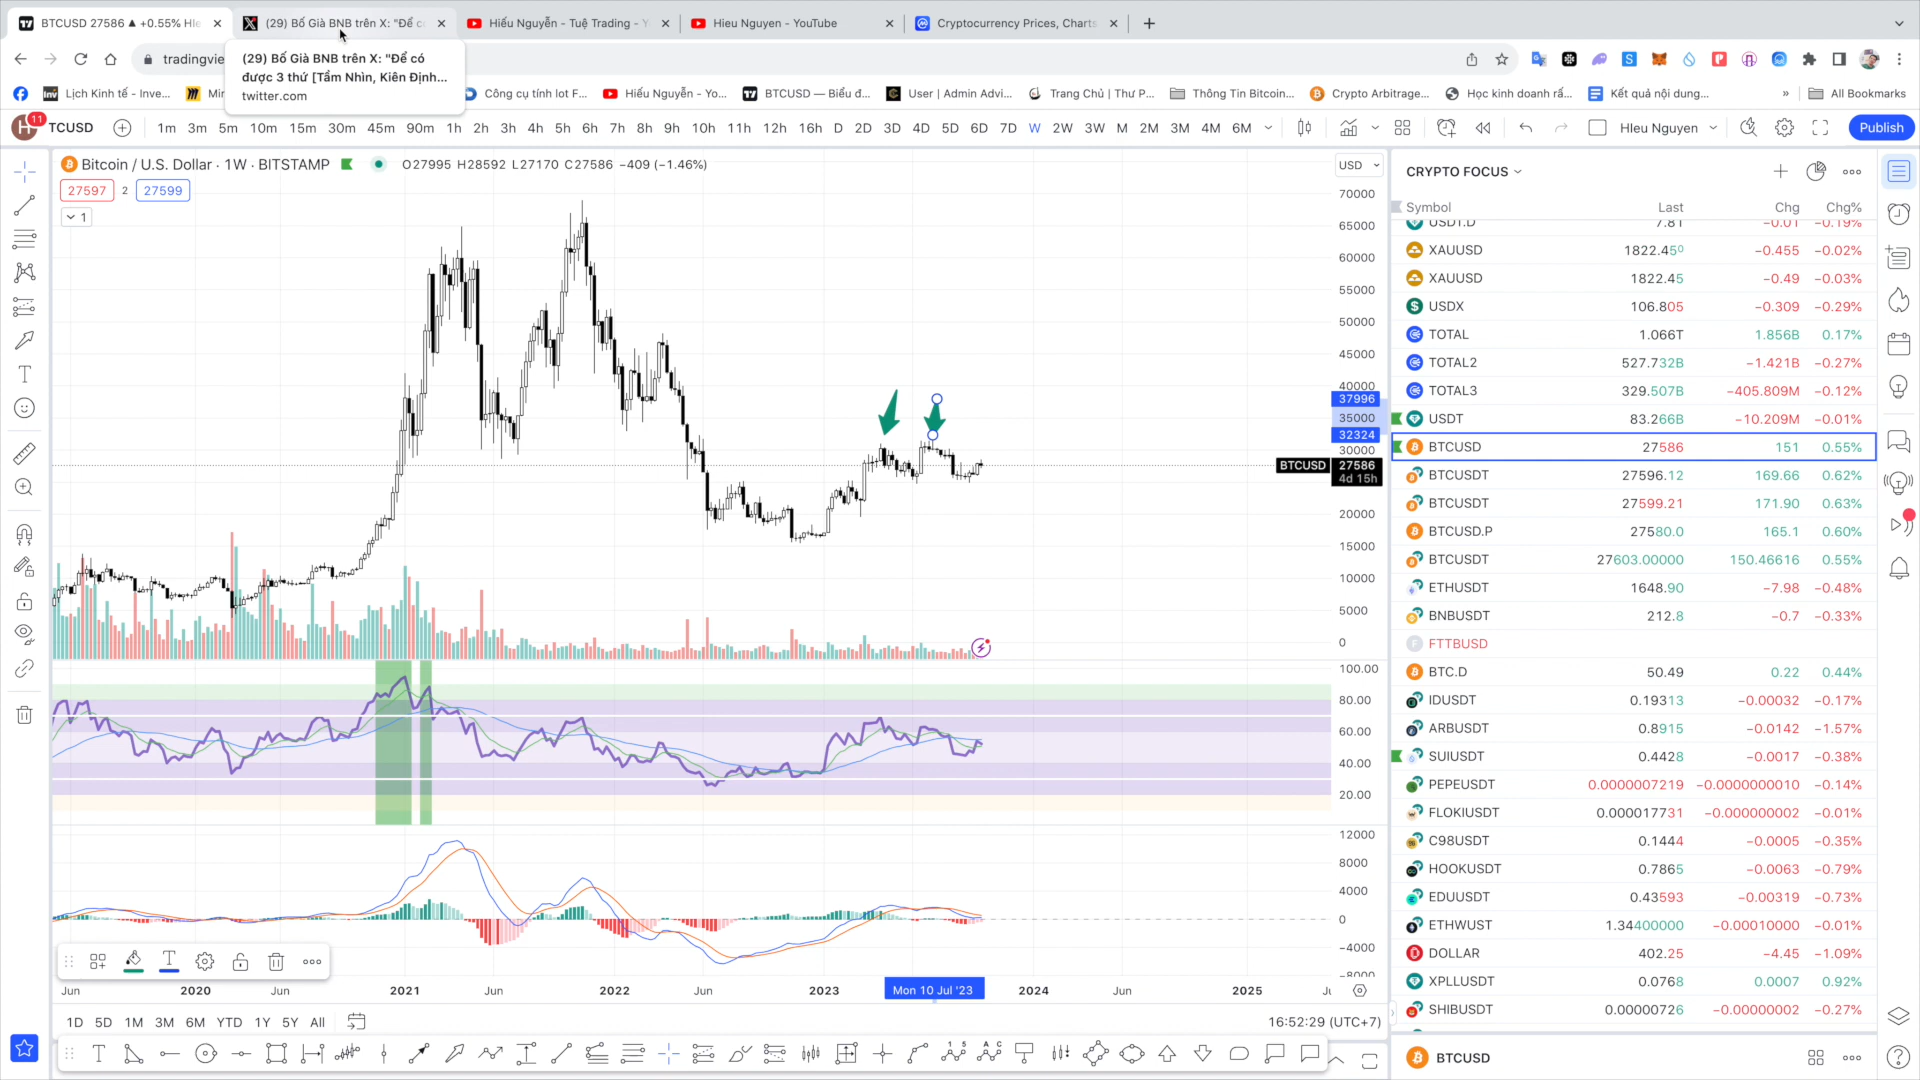 BTCUSD 27586 ▲ +0.55% HIe
(29) Bố Già BNB trên X: "Để c
Hiếu Nguyễn - Tuệ Trading - Y
Hieu Nguyen - YouTube
Cryptocurrency Prices, Charts
tradingvie
(29) Bố Già BNB trên X: "Để có
được 3 thứ [Tầm Nhìn, Kiên Định...
twitter.com
Lịch Kinh tế - Inve...
Công cụ tính lot F...
Hiếu Nguyễn - Yo...
BTCUSD — Biểu đ...
User | Admin Advi...
Trang Chủ | Thư P...
Thông Tin Bitcoin...
Crypto Arbitrage...
Học kinh doanh rấ...
Kết quả nội dung...
» All Bookmarks
H 11 TCUSD
1m 3m 5m 10m 15m 30m 45m 90m 1h 2h 3h 4h 5h 6h 7h 8h 9h 10h 11h 12h 16h D 2D 3D 4D 5D 6D 7D W 2W 3W M 2M 3M 4M 6M
HIeu Nguyen
Publish
Bitcoin / U.S. Dollar · 1W · BITSTAMP
O27995 H28592 L27170 C27586 −409 (−1.46%)
27597 2 27599
1
USD
70000
65000
60000
55000
50000
45000
40000
37996
35000
32324
30000
BTCUSD 27586
4d 15h
20000
15000
10000
5000
0
100.00
80.00
60.00
40.00
20.00
12000
8000
4000
0
−4000
−8000
Jun 2020 Jun 2021 Jun 2022 Jun 2023 Mon 10 Jul '23 2024 Jun 2025
1D 5D 1M 3M 6M YTD 1Y 5Y All
16:52:29 (UTC+7)
CRYPTO FOCUS
Symbol Last Chg Chg%
USDT.D 7.81 −0.01 −0.19%
XAUUSD 1822.45⁰ −0.455 −0.02%
XAUUSD 1822.45 −0.49 −0.03%
USDX 106.805 −0.309 −0.29%
TOTAL 1.066T 1.856B 0.17%
TOTAL2 527.732B −1.421B −0.27%
TOTAL3 329.507B −405.809M −0.12%
USDT 83.266B −10.209M −0.01%
BTCUSD 27586 151 0.55%
BTCUSDT 27596.12 169.66 0.62%
BTCUSDT 27599.21 171.90 0.63%
BTCUSD.P 27580.0 165.1 0.60%
BTCUSDT 27603.00000 150.46616 0.55%
ETHUSDT 1648.90 −7.98 −0.48%
BNBUSDT 212.8 −0.7 −0.33%
FTTBUSD
BTC.D 50.49 0.22 0.44%
IDUSDT 0.19313 −0.00032 −0.17%
ARBUSDT 0.8915 −0.0142 −1.57%
SUIUSDT 0.4428 −0.0017 −0.38%
PEPEUSDT 0.0000007219 −0.0000000010 −0.14%
FLOKIUSDT 0.000017731 −0.000000002 −0.01%
C98USDT 0.1444 −0.0005 −0.35%
HOOKUSDT 0.7865 −0.0063 −0.79%
EDUUSDT 0.43593 −0.00319 −0.73%
ETHWUST 1.34400000 −0.00010000 −0.01%
DOLLAR 402.25 −4.45 −1.09%
XPLLUSDT 0.0768 0.0007 0.92%
SHIBUSDT 0.00000726 −0.00000002 −0.27%
BTCUSD